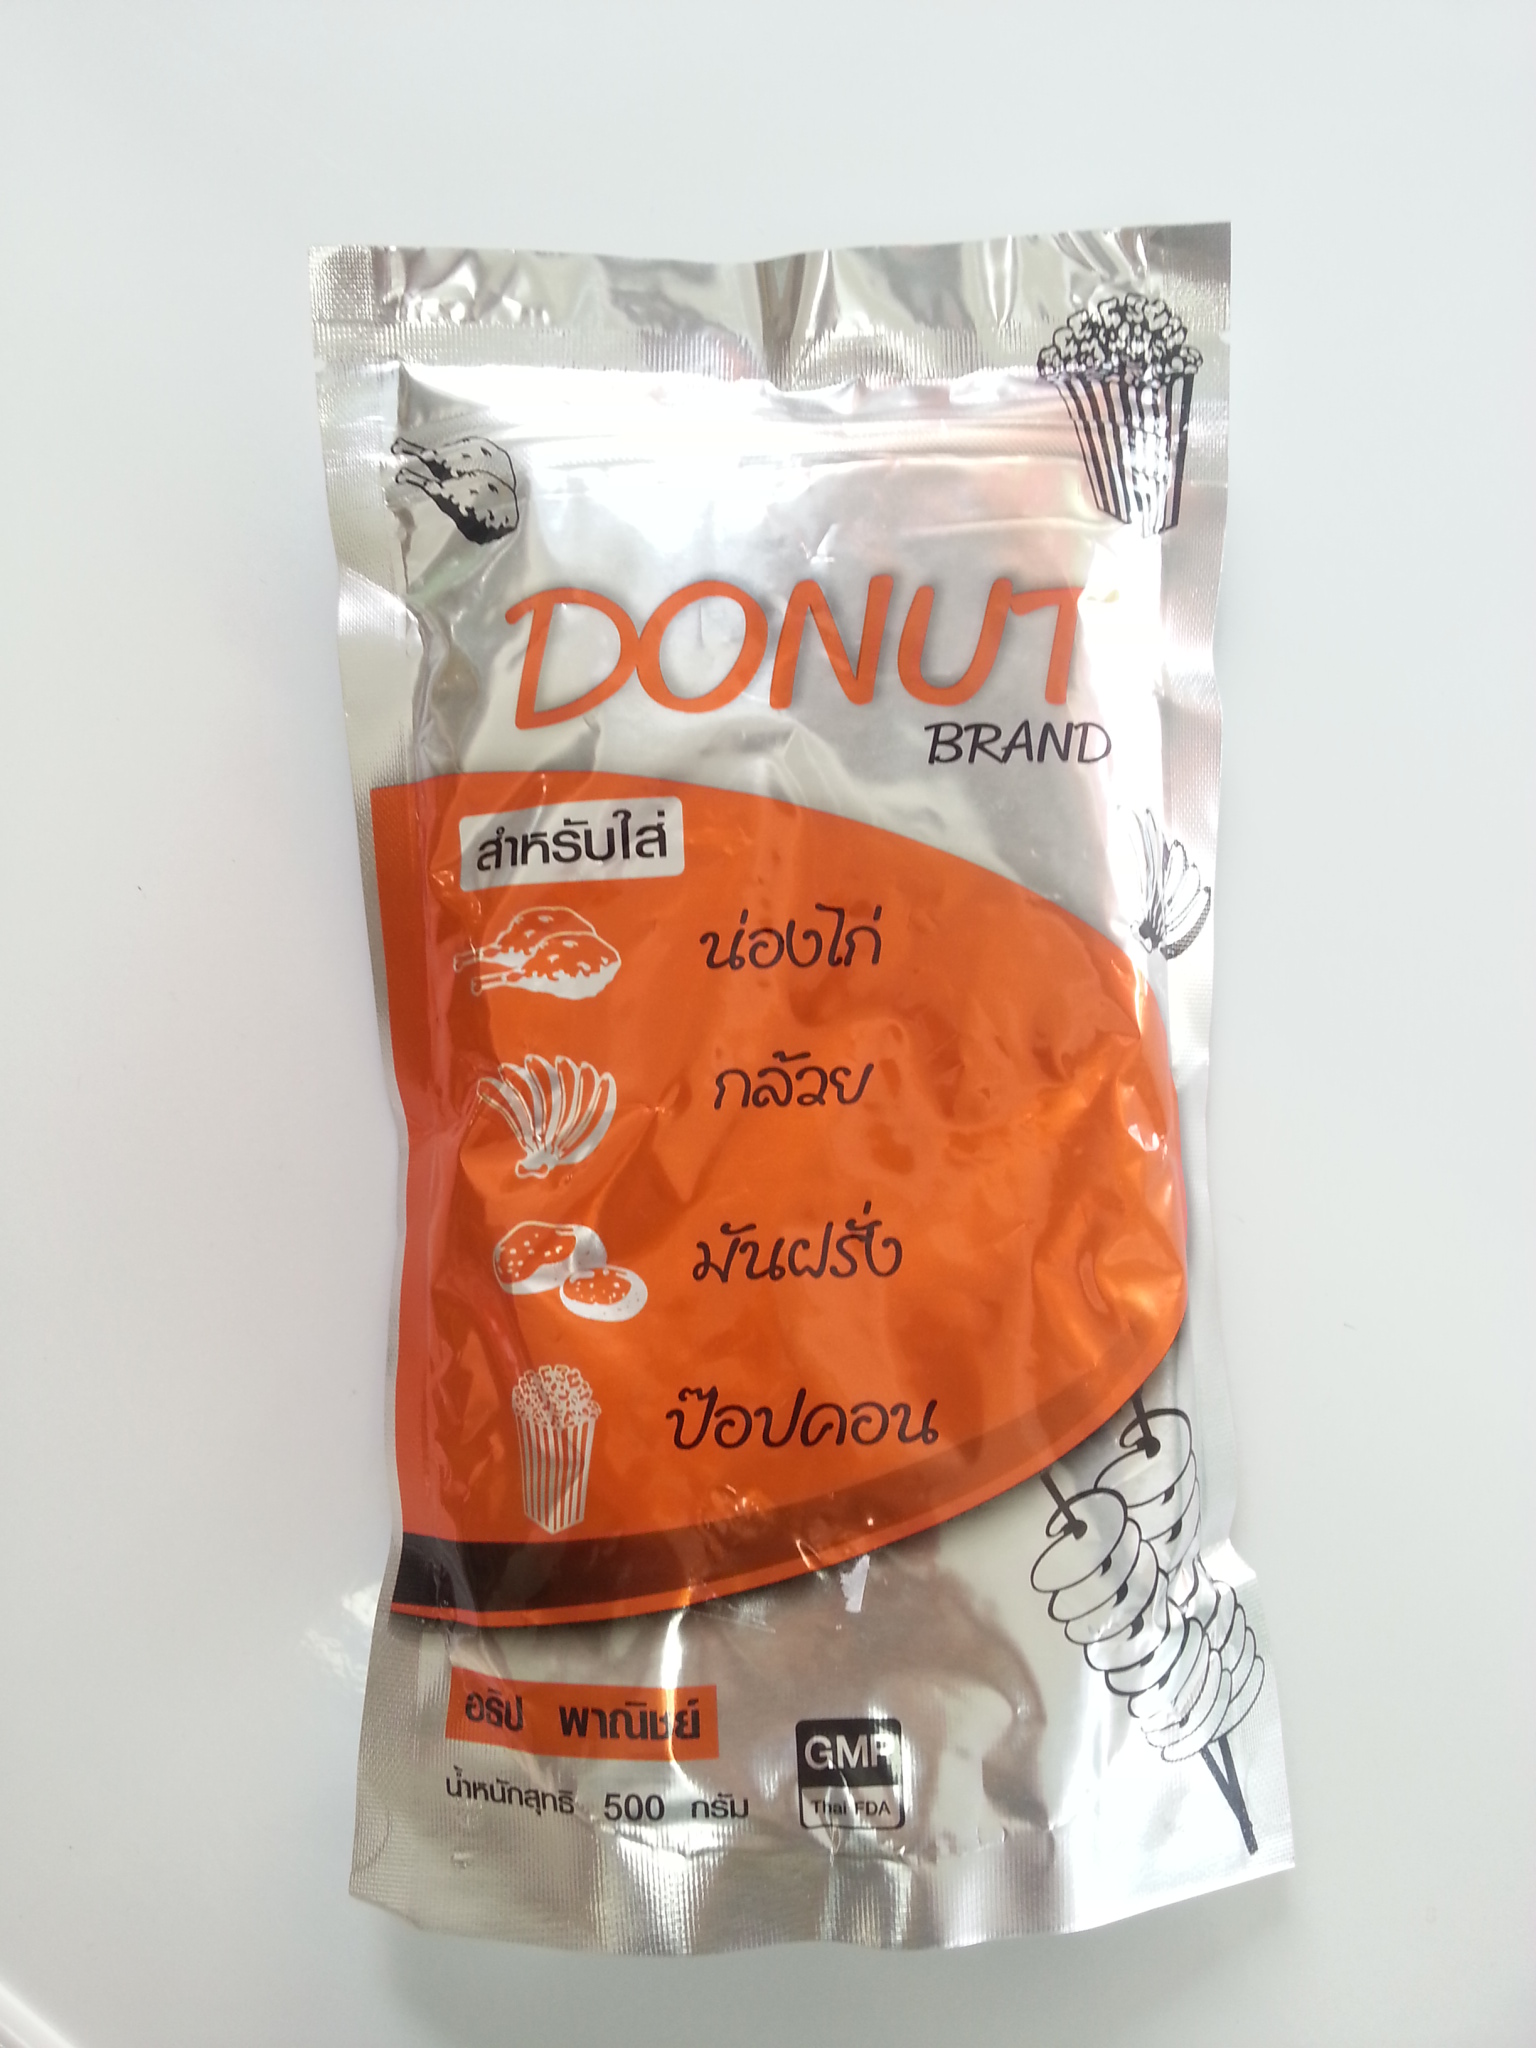 DONUT
BRAND
สำหรับใส่
น่องไก่
กล้วย
มันฝรั่ง
ป๊อปคอน
อธิป พาณิชย์
น้ำหนักสุทธิ 500 กรัม
GMP
Thai FDA